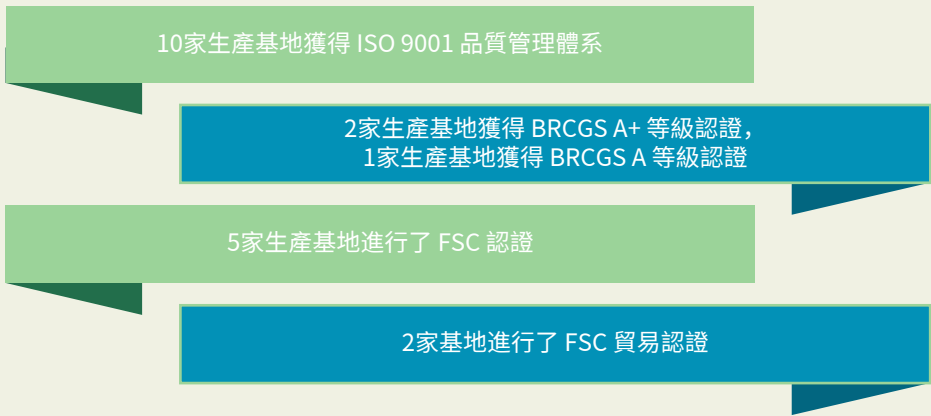 10家生產基地獲得 ISO 9001 品質管理體系
2家生產基地獲得 BRCGS A+ 等級認證，
1家生產基地獲得 BRCGS A 等級認證
5家生產基地進行了 FSC 認證
2家基地進行了 FSC 貿易認證